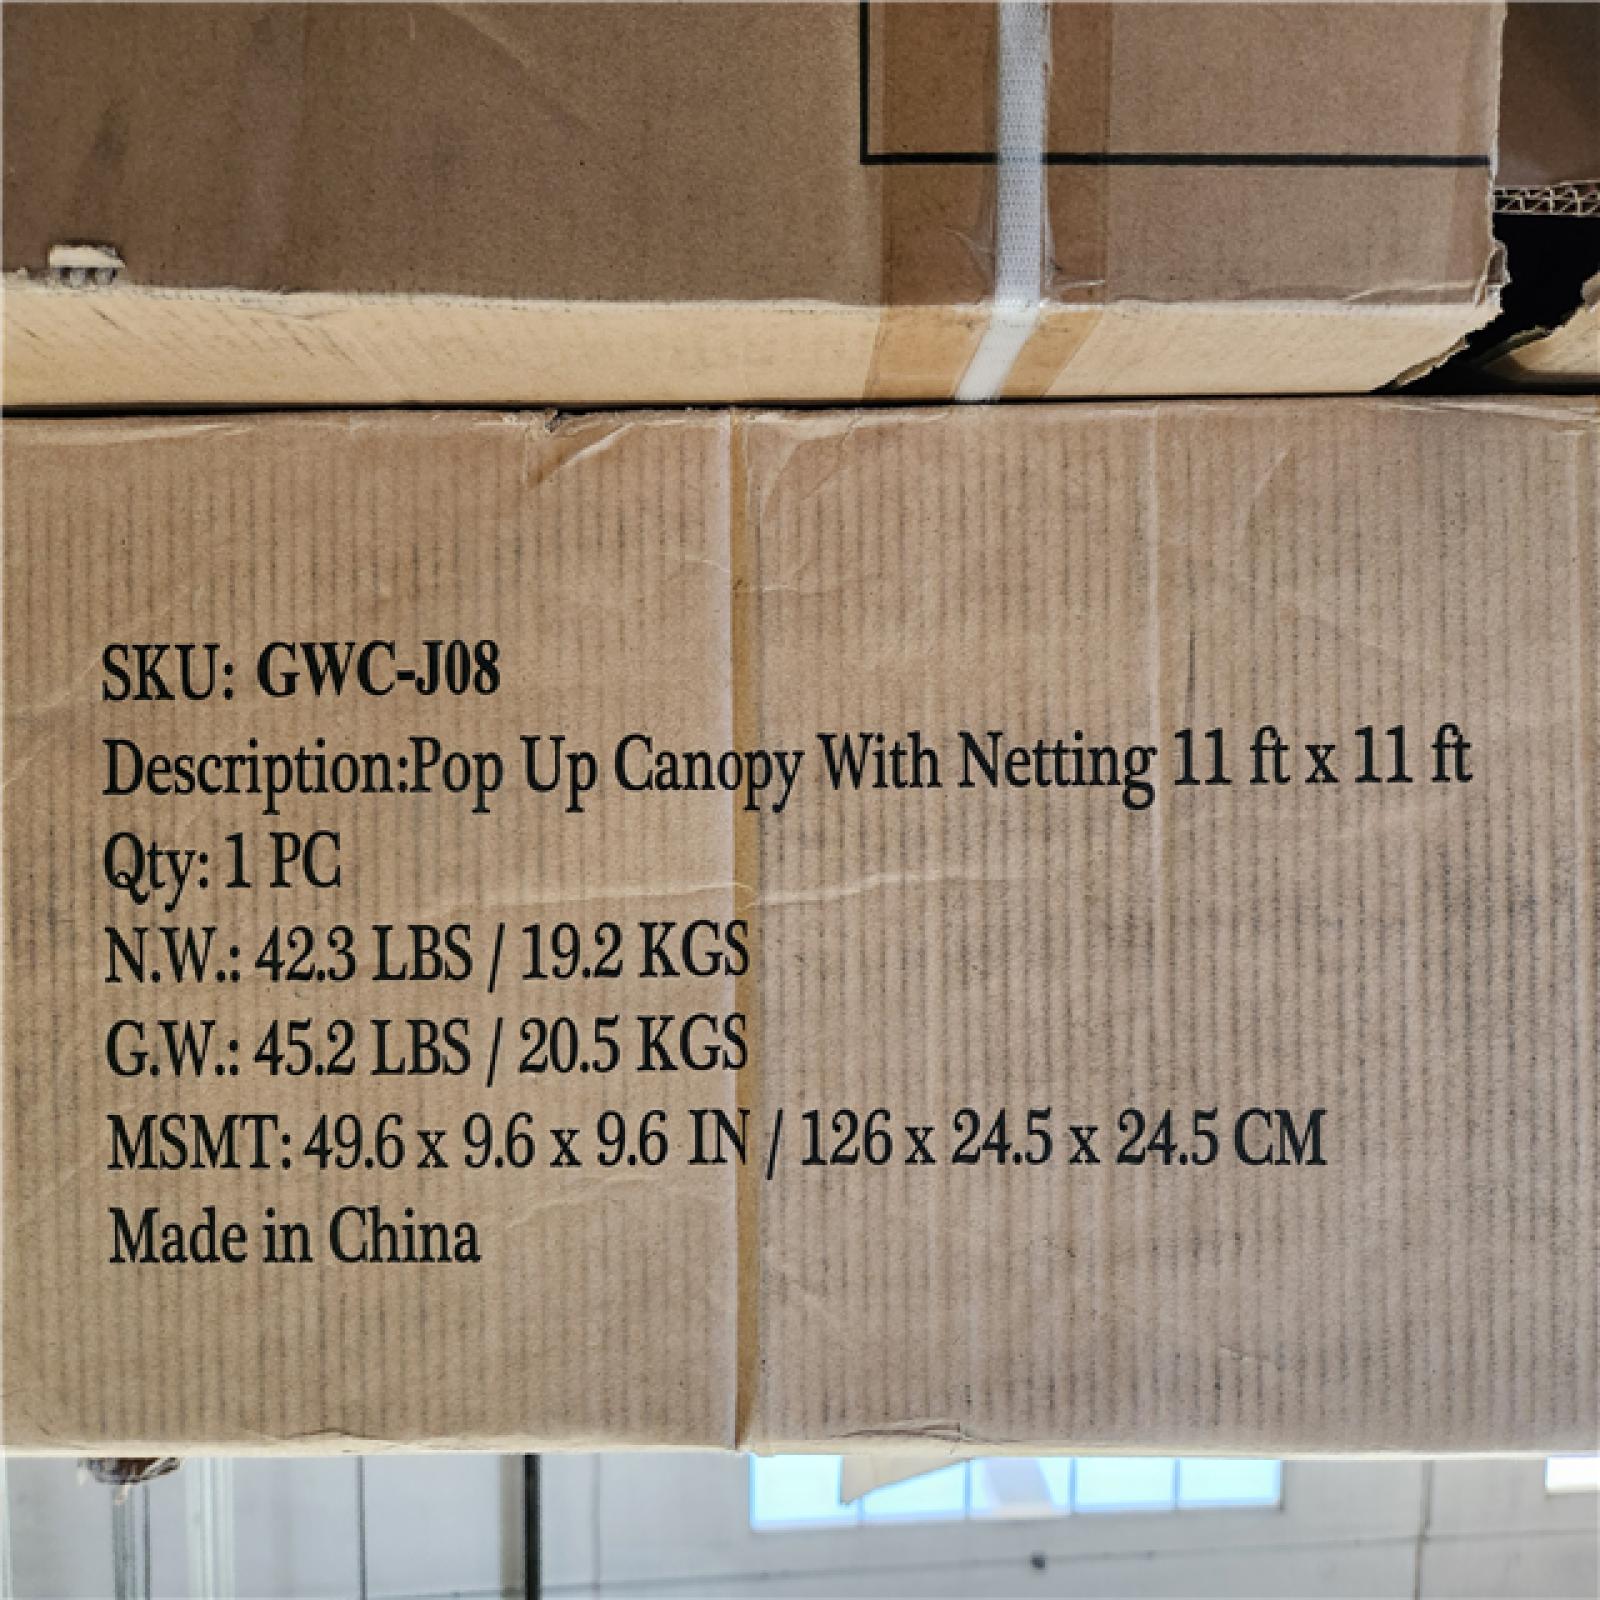 SKU: GWC-J08
Description:Pop Up Canopy With Netting 11 ft x 11 ft
Qty: 1 PC
N.W.: 42.3 LBS / 19.2 KGS
G.W.: 45.2 LBS / 20.5 KGS
MSMT: 49.6 x 9.6 x 9.6 IN / 126 x 24.5 x 24.5 CM
Made in China